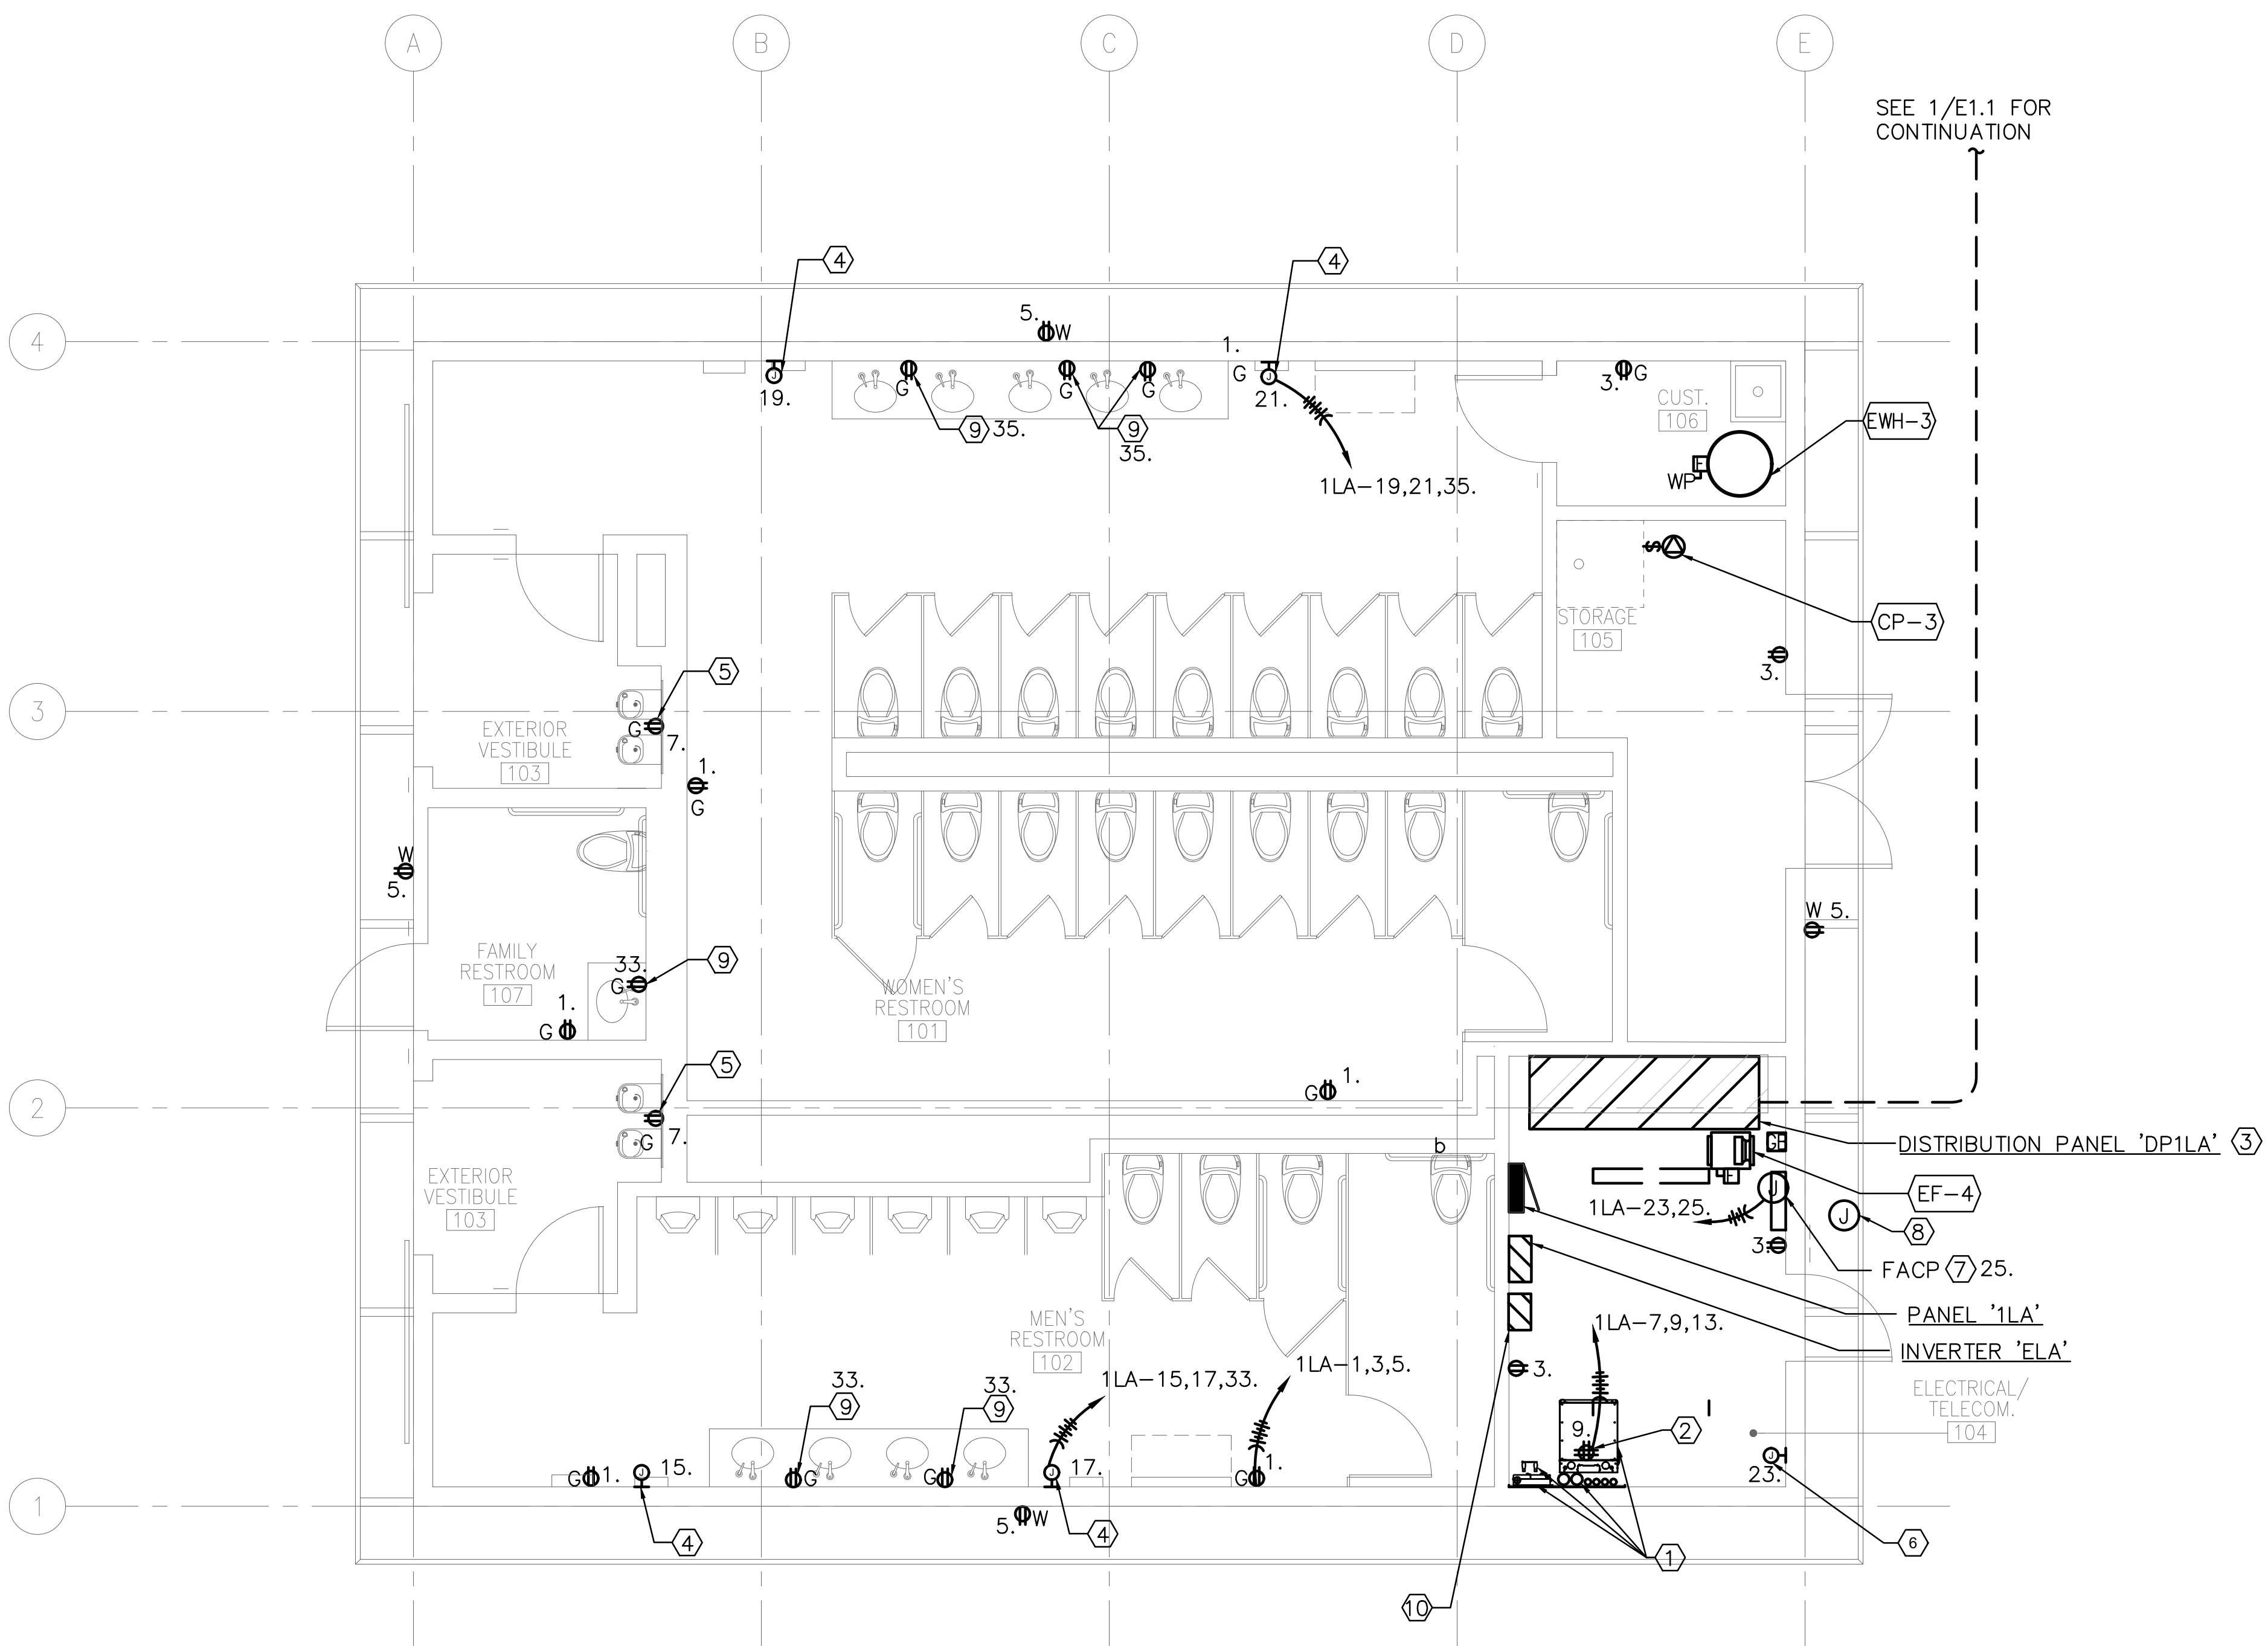 A
B
C
D
E
SEE 1/E1.1 FOR
CONTINUATION
4
4
5.
W
4
1.
G
J
19.
G
9
35.
G
G
9
35.
J
21.
1LA-19,21,35.
3.
G
CUST.
106
EWH-3
WP
F
$
STORAGE
105
CP-3
3.
5
3
EXTERIOR
VESTIBULE
103
G
7.
1.
G
W
5.
W 5.
FAMILY
RESTROOM
107
33.
G
9
1.
G
WOMEN'S
RESTROOM
101
5
2
G
7.
G
1.
b
GB
DISTRIBUTION PANEL 'DP1LA'
3
EXTERIOR
VESTIBULE
103
F
EF-4
J
1LA-23,25.
J
8
3.
FACP
7
25.
PANEL '1LA'
INVERTER 'ELA'
MEN'S
RESTROOM
102
1LA-7,9,13.
3.
1LA-15,17,33.
1LA-1,3,5.
33.
9
33.
9
ELECTRICAL/
TELECOM.
104
9.
2
G
1.
J
15.
G
G
J
17.
G
1.
J
23.
1
5.
W
4
4
1
6
10